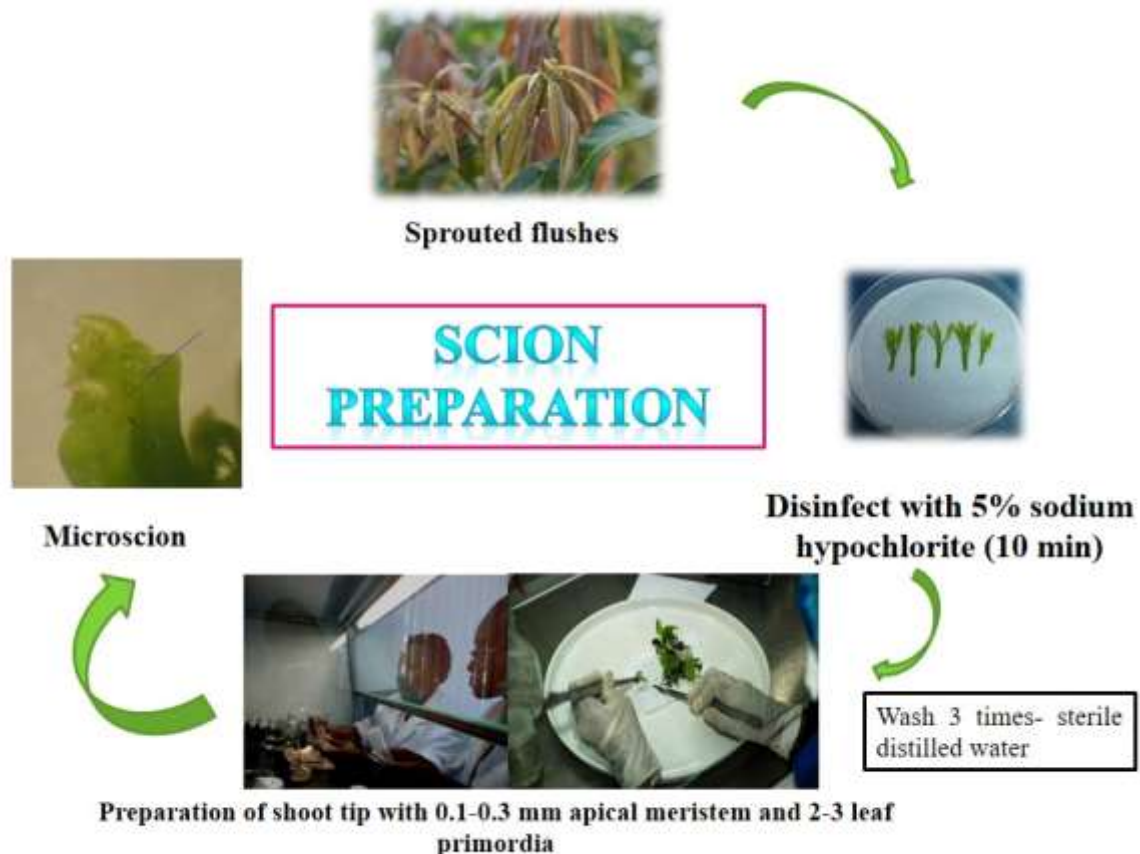 Sprouted flushes
SCION
PREPARATION
Disinfect with 5% sodium
hypochlorite (10 min)
Wash 3 times- sterile
distilled water
Preparation of shoot tip with 0.1-0.3 mm apical meristem and 2-3 leaf
primordia
Microscion